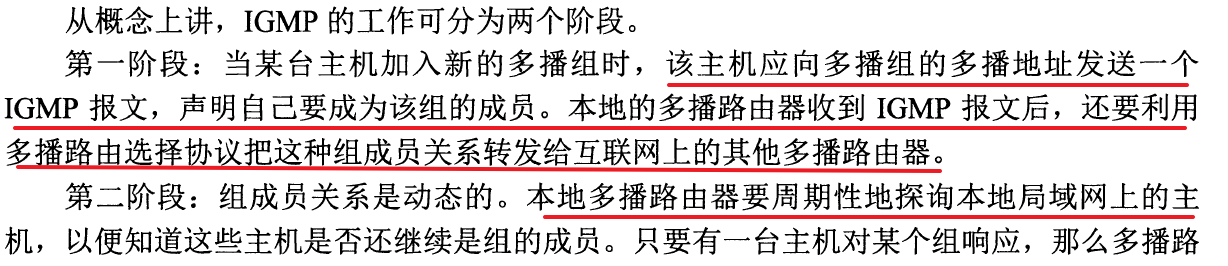 从概念上讲，IGMP 的工作可分为两个阶段。
第一阶段：当某台主机加入新的多播组时，该主机应向多播组的多播地址发送一个
IGMP 报文，声明自己要成为该组的成员。本地的多播路由器收到 IGMP 报文后，还要利用
多播路由选择协议把这种组成员关系转发给互联网上的其他多播路由器。
第二阶段：组成员关系是动态的。本地多播路由器要周期性地探询本地局域网上的主
机，以便知道这些主机是否还继续是组的成员。只要有一台主机对某个组响应，那么多播路